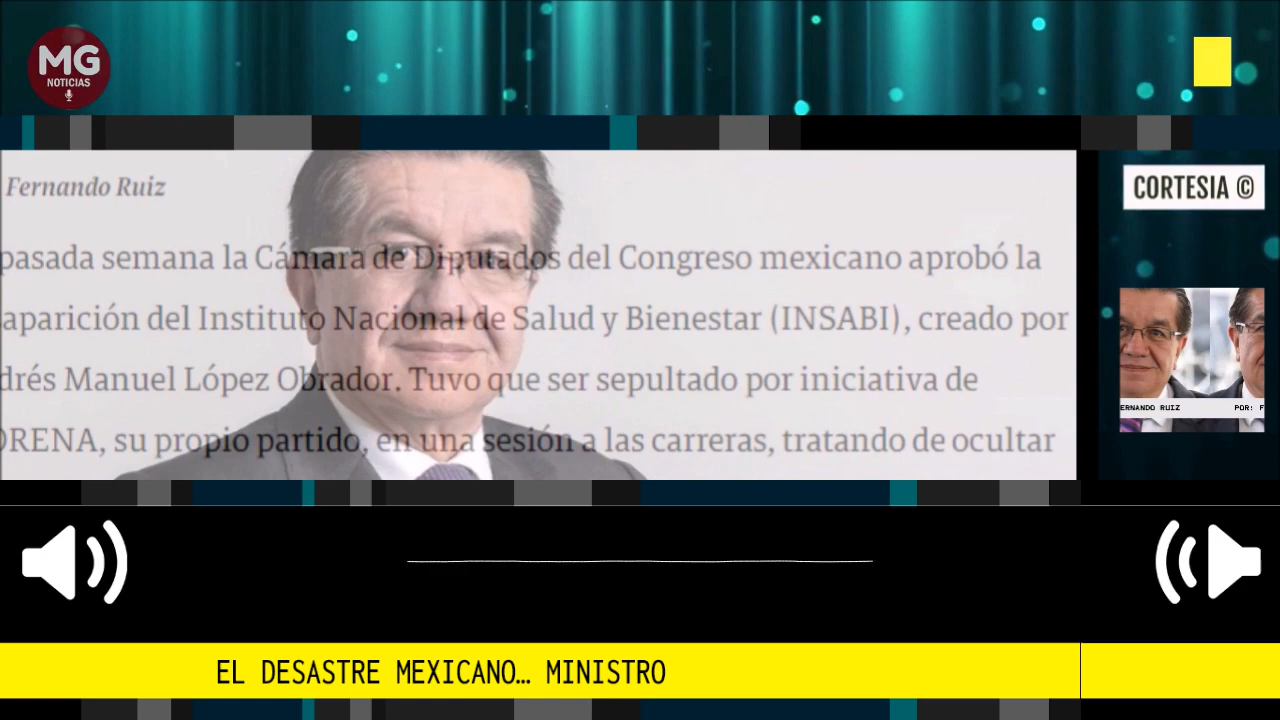 MG
NOTICIAS
Fernando Ruiz
pasada semana la Cámara de Diputados del Congreso mexicano aprobó la
aparición del Instituto Nacional de Salud y Bienestar (INSABI), creado por
drés Manuel López Obrador. Tuvo que ser sepultado por iniciativa de
ORENA, su propio partido, en una sesión a las carreras, tratando de ocultar
CORTESIA ©
ERNANDO RUIZ POR: F
EL DESASTRE MEXICANO… MINISTRO